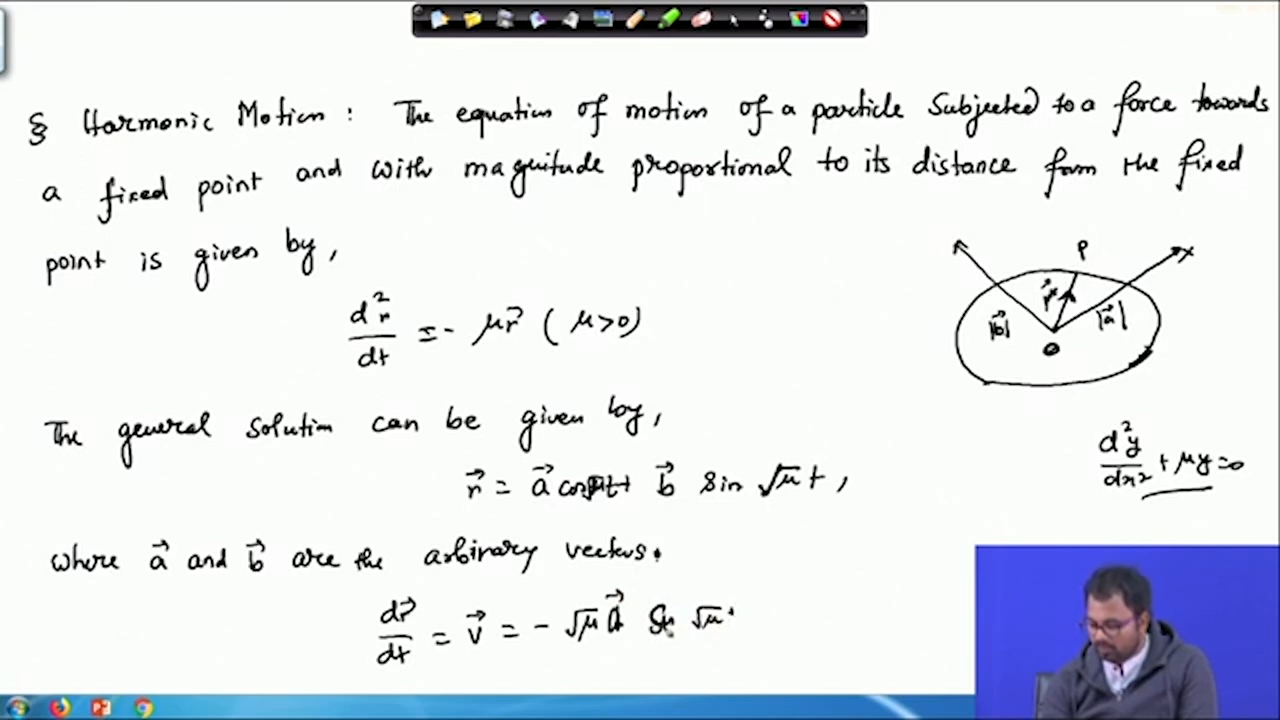 § Harmonic Motion : The equation of motion of a particle Subjected to a force towards
a fixed point and with magnitude proportional to its distance from the fixed
point is given by,
d²r/dt = - μr⃗ ( μ>0)
P
x
r⃗
|b⃗|
|a⃗|
O
The general solution can be given by,
d²y/dx² + μy=0
r⃗ = a⃗ cos√μt+ b⃗ Sin √μ t ,
where a⃗ and b⃗ are the arbinary vectors.
dr⃗/dt = v⃗ = - √μ a⃗ Sin √μ t